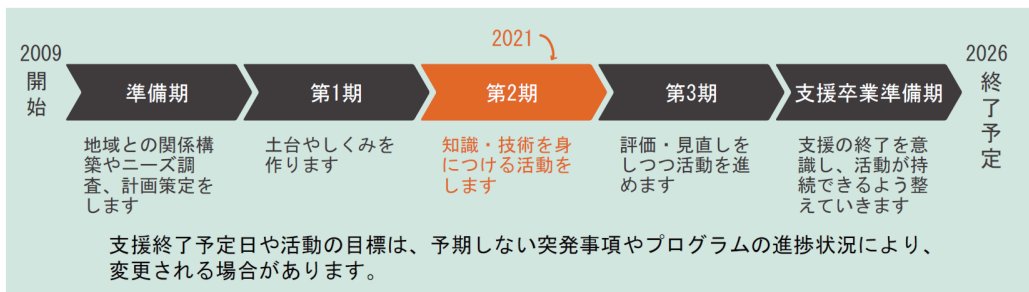 2021
2009
開始
準備期
第1期
第2期
第3期
支援卒業準備期
2026
終了予定
地域との関係構
築やニーズ調
査、計画策定を
します
土台やしくみを
作ります
知識・技術を身
につける活動を
します
評価・見直しを
しつつ活動を進
めます
支援の終了を意
識し、活動が持
続できるよう整
えていきます
支援終了予定日や活動の目標は、予期しない突発事項やプログラムの進捗状況により、
変更される場合があります。